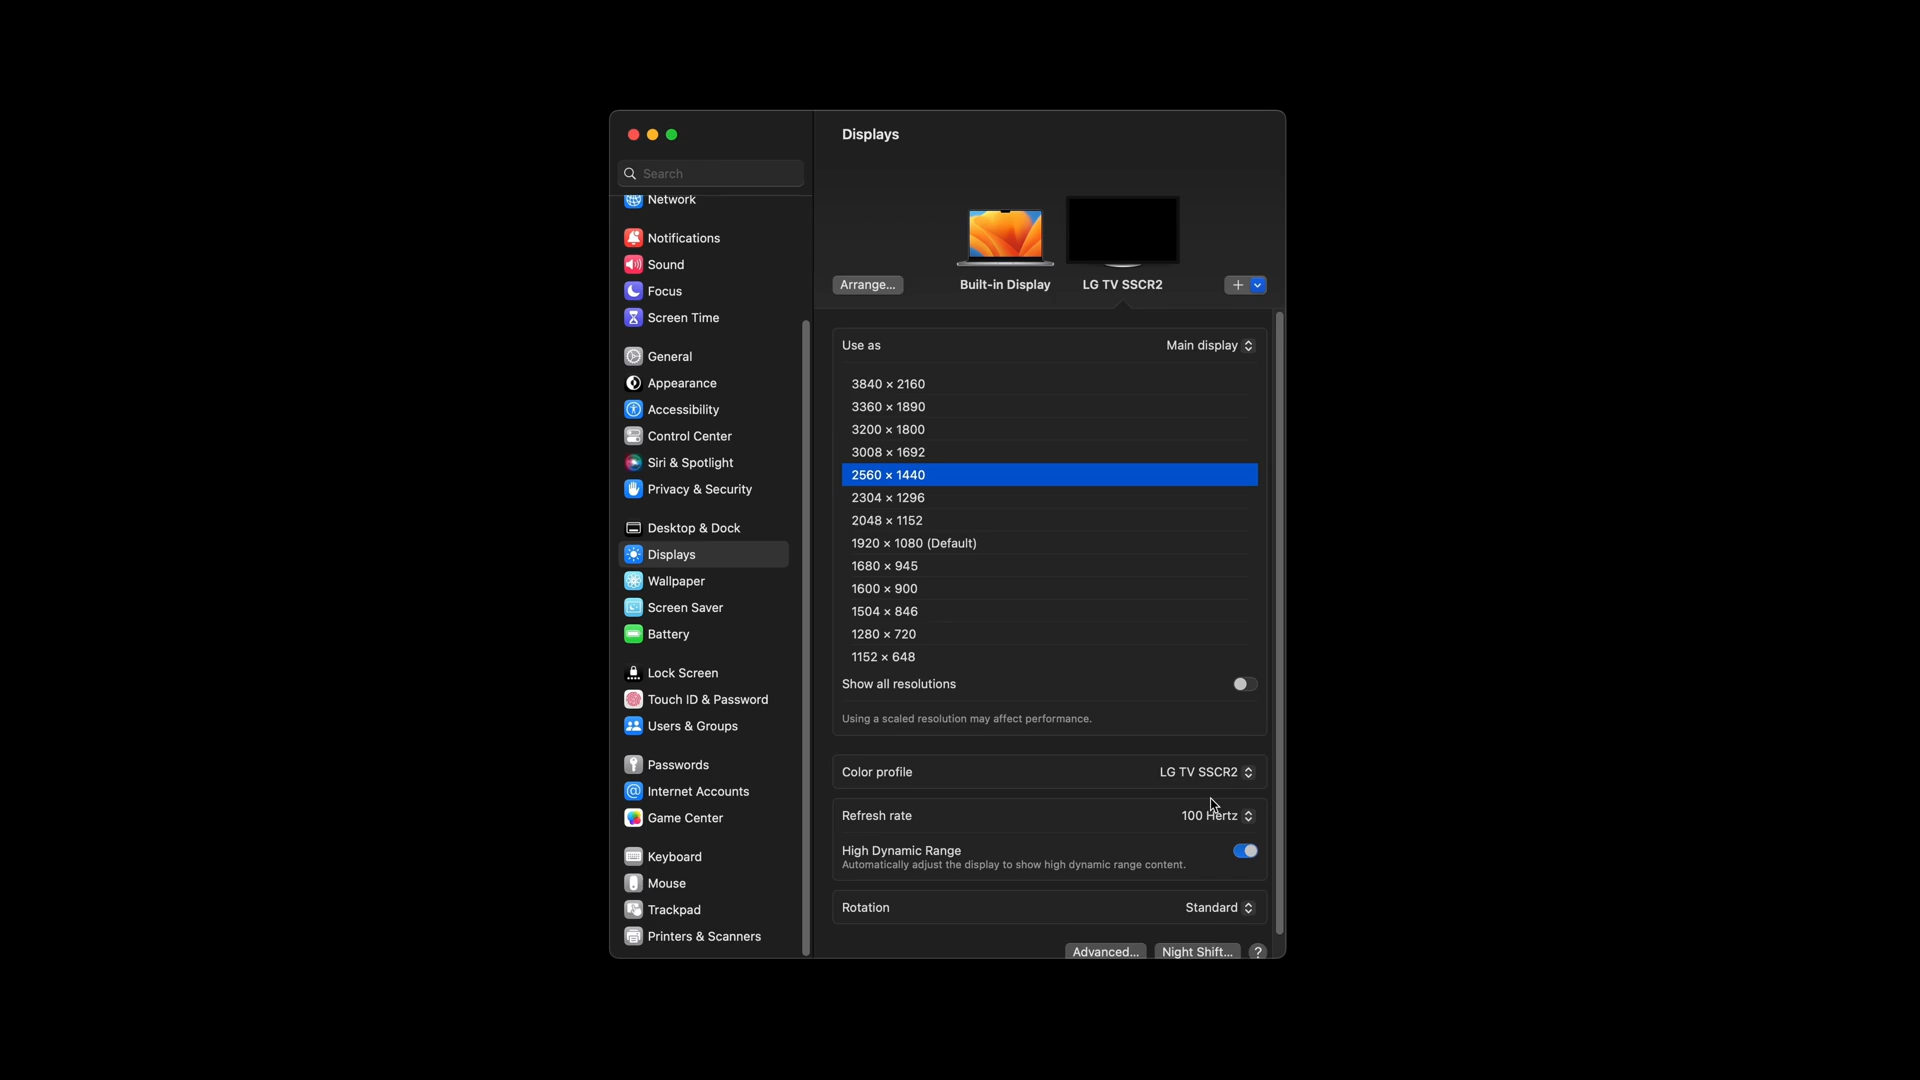 Displays
Search
Network
Notifications
Sound
Focus
Screen Time
General
Appearance
Accessibility
Control Center
Siri & Spotlight
Privacy & Security
Desktop & Dock
Displays
Wallpaper
Screen Saver
Battery
Lock Screen
Touch ID & Password
Users & Groups
Passwords
Internet Accounts
Game Center
Keyboard
Mouse
Trackpad
Printers & Scanners
Arrange... Built-in Display LG TV SSCR2
Use as Main display
3840 × 2160
3360 × 1890
3200 × 1800
3008 × 1692
2560 × 1440
2304 × 1296
2048 × 1152
1920 × 1080 (Default)
1680 × 945
1600 × 900
1504 × 846
1280 × 720
1152 × 648
Show all resolutions
Using a scaled resolution may affect performance.
Color profile LG TV SSCR2
Refresh rate 100 Hertz
High Dynamic Range
Automatically adjust the display to show high dynamic range content.
Rotation Standard
Advanced... Night Shift... ?